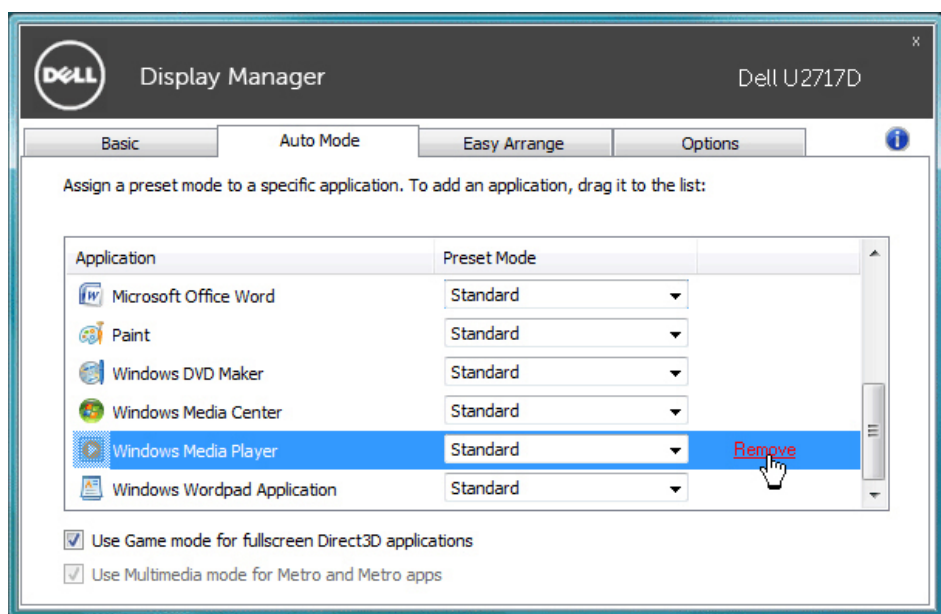 x
DELL Display Manager Dell U2717D
Basic Auto Mode Easy Arrange Options
Assign a preset mode to a specific application. To add an application, drag it to the list:
Application Preset Mode
Microsoft Office Word Standard
Paint Standard
Windows DVD Maker Standard
Windows Media Center Standard
Windows Media Player Standard Remove
Windows Wordpad Application Standard
Use Game mode for fullscreen Direct3D applications
Use Multimedia mode for Metro and Metro apps